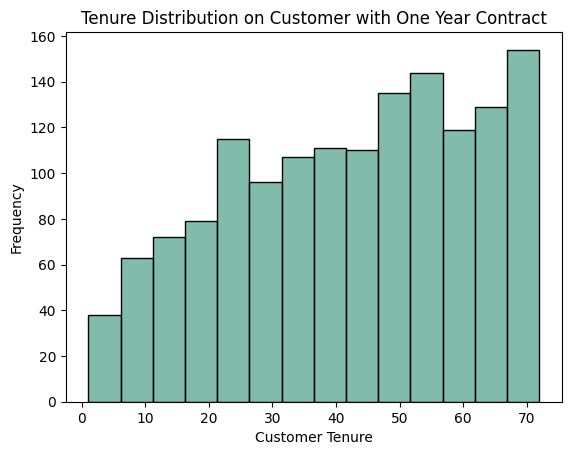 Tenure Distribution on Customer with One Year Contract
160
140
120
100
80
60
40
20
0
Frequency
0 10 20 30 40 50 60 70
Customer Tenure